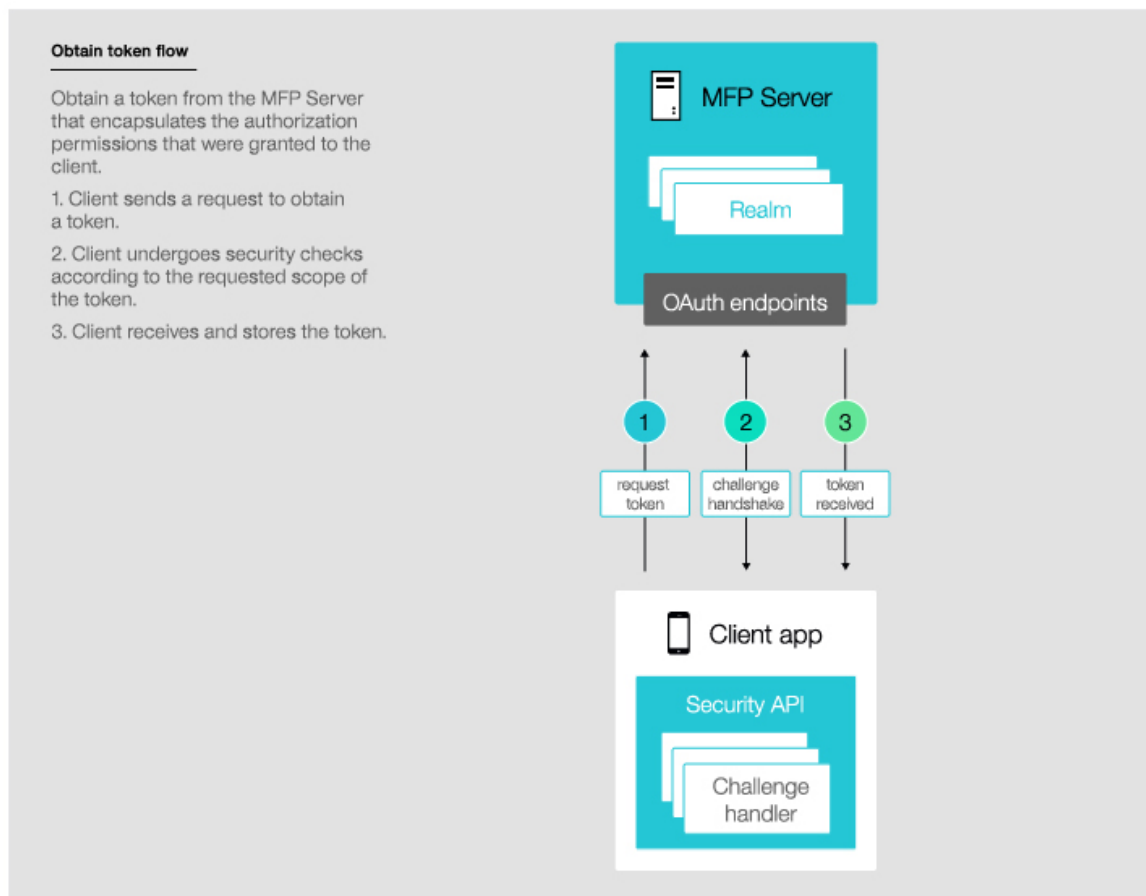 Obtain token flow
Obtain a token from the MFP Server
that encapsulates the authorization
permissions that were granted to the
client.
1. Client sends a request to obtain
a token.
2. Client undergoes security checks
according to the requested scope of
the token.
3. Client receives and stores the token.
MFP Server
Realm
OAuth endpoints
1
2
3
request
token
challenge
handshake
token
received
Client app
Security API
Challenge
handler